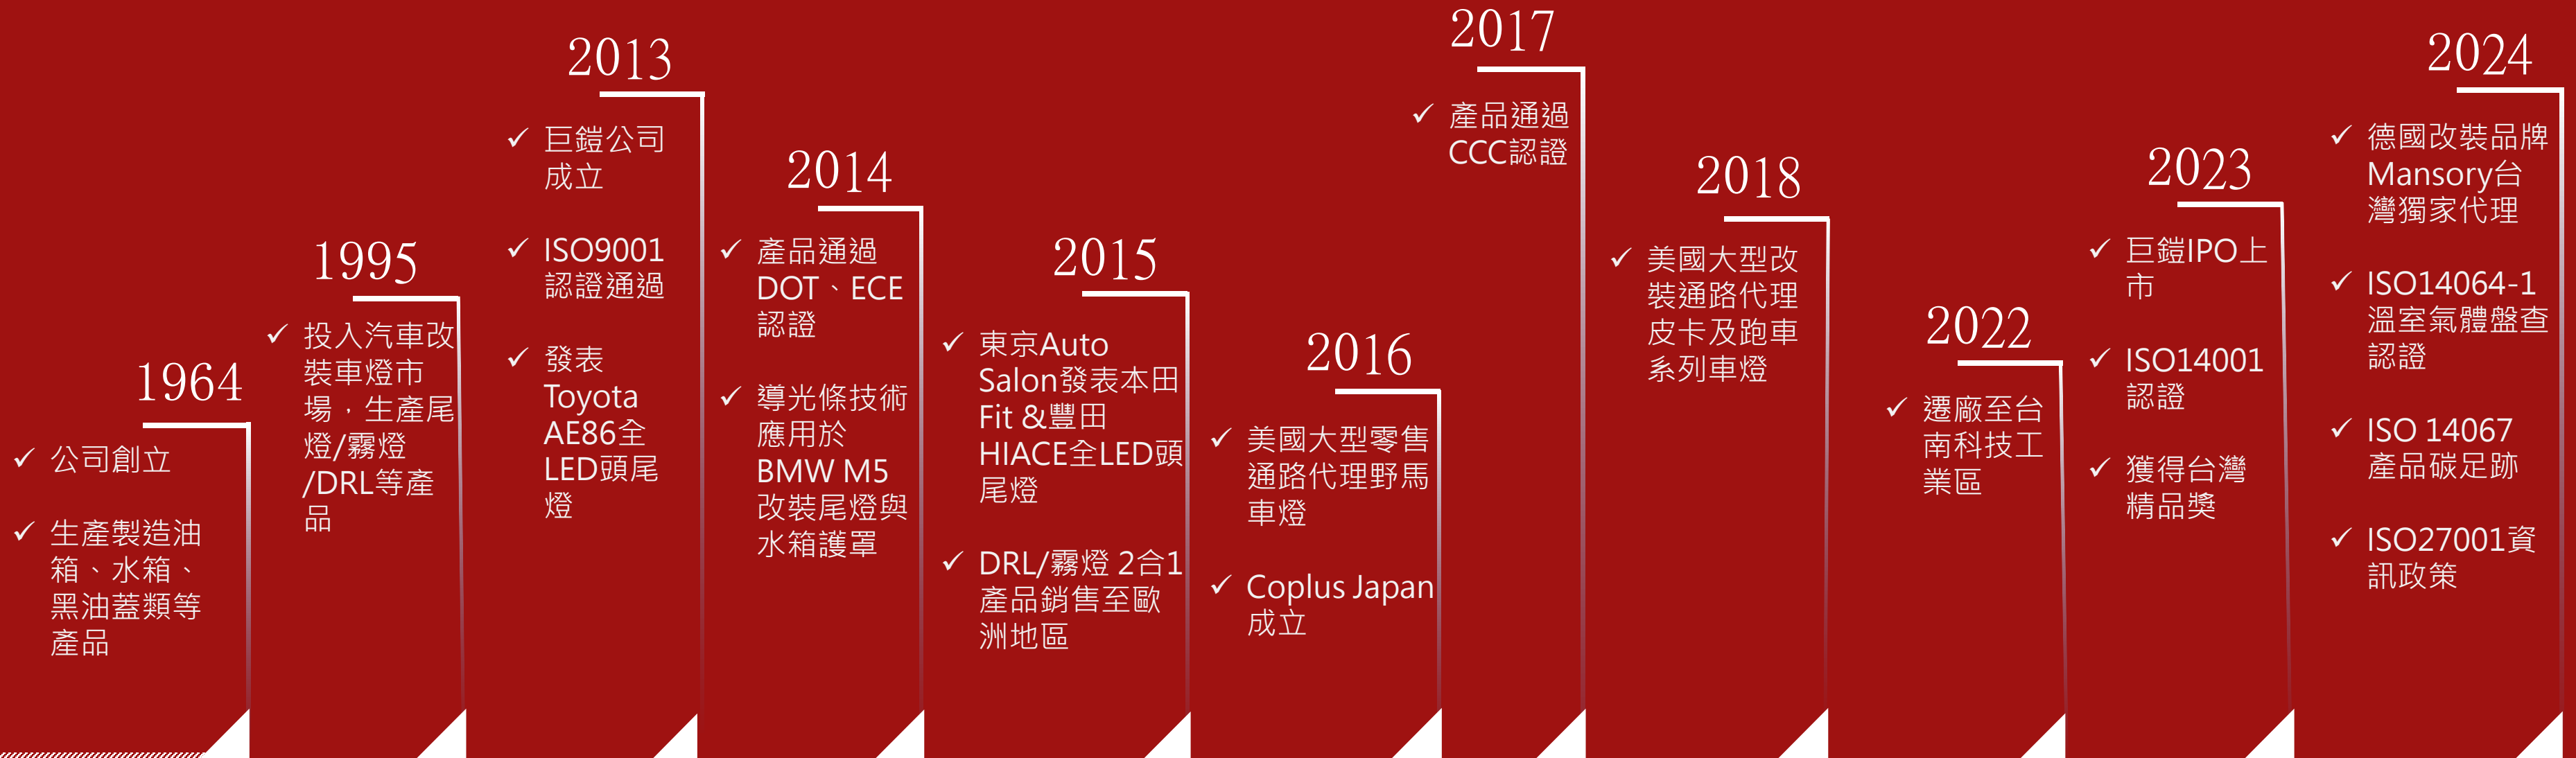 1964
✓ 公司創立
✓ 生產製造油
箱、水箱、
黑油蓋類等
產品
1995
✓ 投入汽車改
裝車燈市
場，生產尾
燈/霧燈
/DRL等產
品
2013
✓ 巨鎧公司
成立
✓ ISO9001
認證通過
✓ 發表
Toyota
AE86全
LED頭尾
燈
2014
✓ 產品通過
DOT、ECE
認證
✓ 導光條技術
應用於
BMW M5
改裝尾燈與
水箱護罩
2015
✓ 東京Auto
Salon發表本田
Fit &豐田
HIACE全LED頭
尾燈
✓ DRL/霧燈 2合1
產品銷售至歐
洲地區
2016
✓ 美國大型零售
通路代理野馬
車燈
✓ Coplus Japan
成立
2017
✓ 產品通過
CCC認證
2018
✓ 美國大型改
裝通路代理
皮卡及跑車
系列車燈
2022
✓ 遷廠至台
南科技工
業區
2023
✓ 巨鎧IPO上
市
✓ ISO14001
認證
✓ 獲得台灣
精品獎
2024
✓ 德國改裝品牌
Mansory台
灣獨家代理
✓ ISO14064-1
溫室氣體盤查
認證
✓ ISO 14067
產品碳足跡
✓ ISO27001資
訊政策